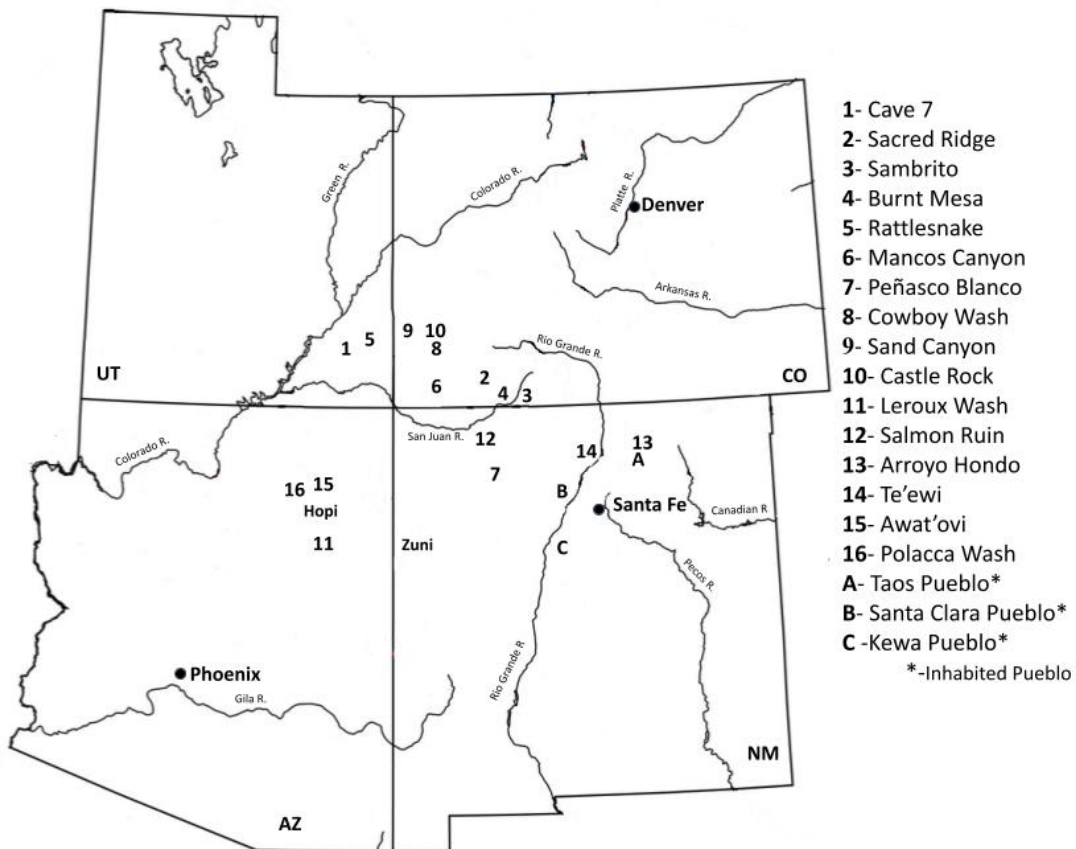 Green R.
Colorado R.
Platte R.
Denver
Arkansas R.
Rio Grande R.
9 10
1 5 8
UT
6 2 4 3
CO
San Juan R.
Colorado R.
12
14 13
A
7
16 15
Hopi
B
Santa Fe
Canadian R
11
Zuni
C
Pecos R.
Phoenix
Gila R.
Rio Grande R
NM
AZ
1- Cave 7
2- Sacred Ridge
3- Sambrito
4- Burnt Mesa
5- Rattlesnake
6- Mancos Canyon
7- Peñasco Blanco
8- Cowboy Wash
9- Sand Canyon
10- Castle Rock
11- Leroux Wash
12- Salmon Ruin
13- Arroyo Hondo
14- Te’ewi
15- Awat’ovi
16- Polacca Wash
A- Taos Pueblo*
B- Santa Clara Pueblo*
C -Kewa Pueblo*
*-Inhabited Pueblo